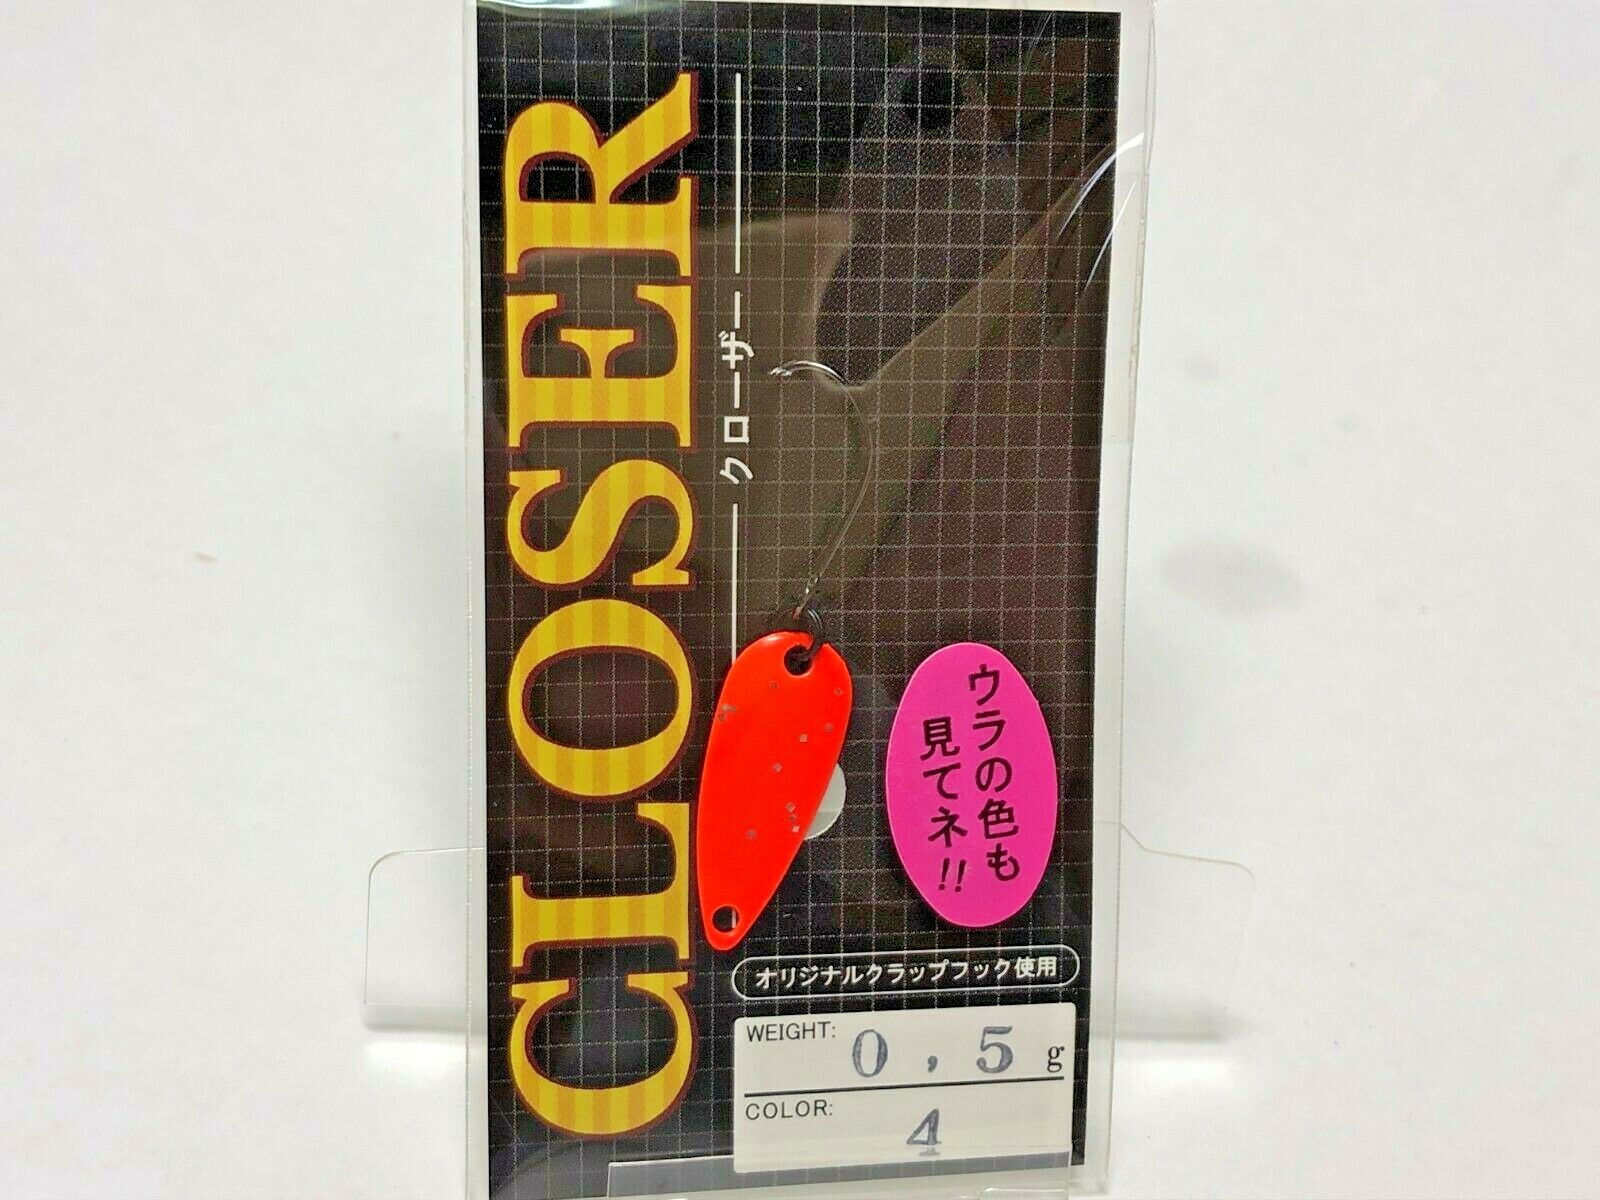 CLOSER
クローザー
ウラの色も
見てネ!!
オリジナルクラップフック使用
WEIGHT: 0,5 g
COLOR: 4